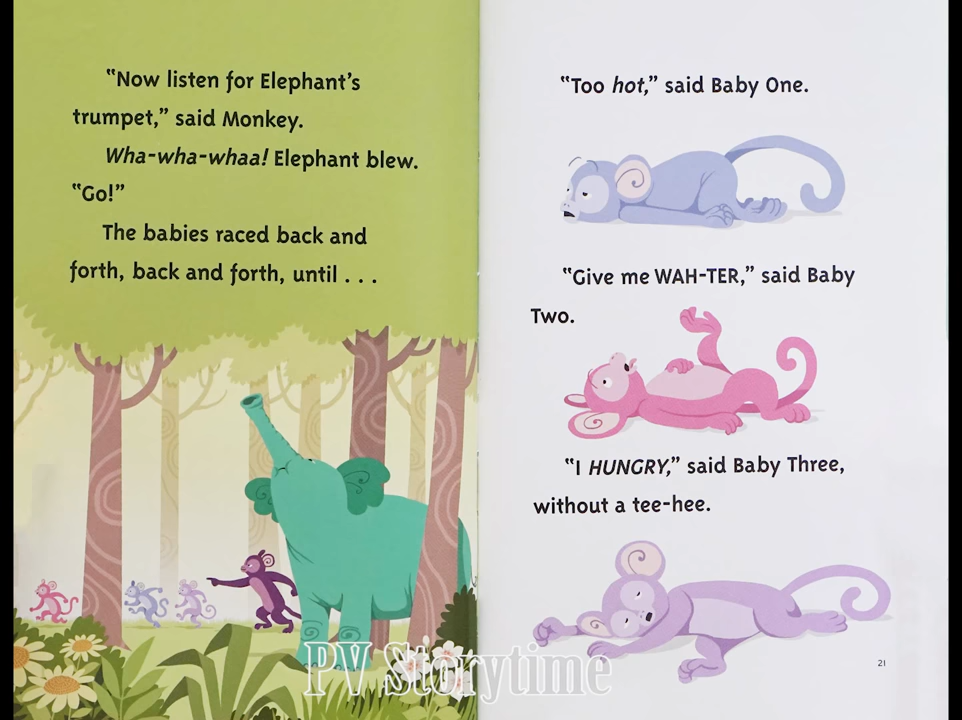 “Now listen for Elephant’s
trumpet,” said Monkey.
Wha-wha-whaa! Elephant blew.
“Go!”
The babies raced back and
forth, back and forth, until . . .
“Too hot,” said Baby One.
“Give me WAH-TER,” said Baby
Two.
“I HUNGRY,” said Baby Three,
without a tee-hee.
21
PV Storytime